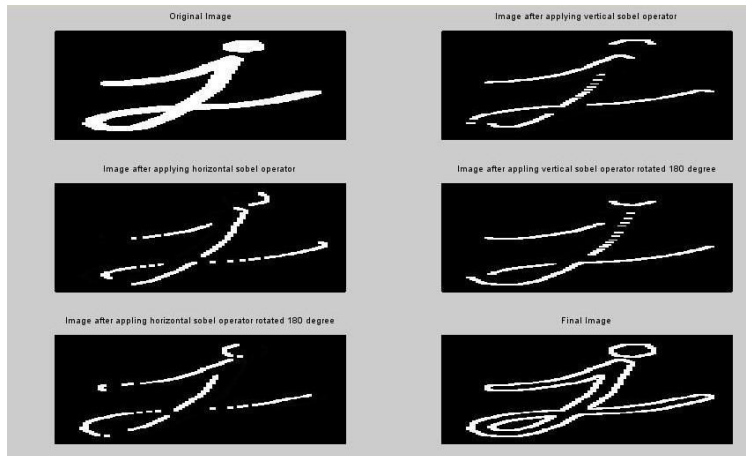 Original Image
Image after applying vertical sobel operator
Image after applying horizontal sobel operator
Image after appling vertical sobel operator rotated 180 degree
Image after appling horizontal sobel operator rotated 180 degree
Final Image